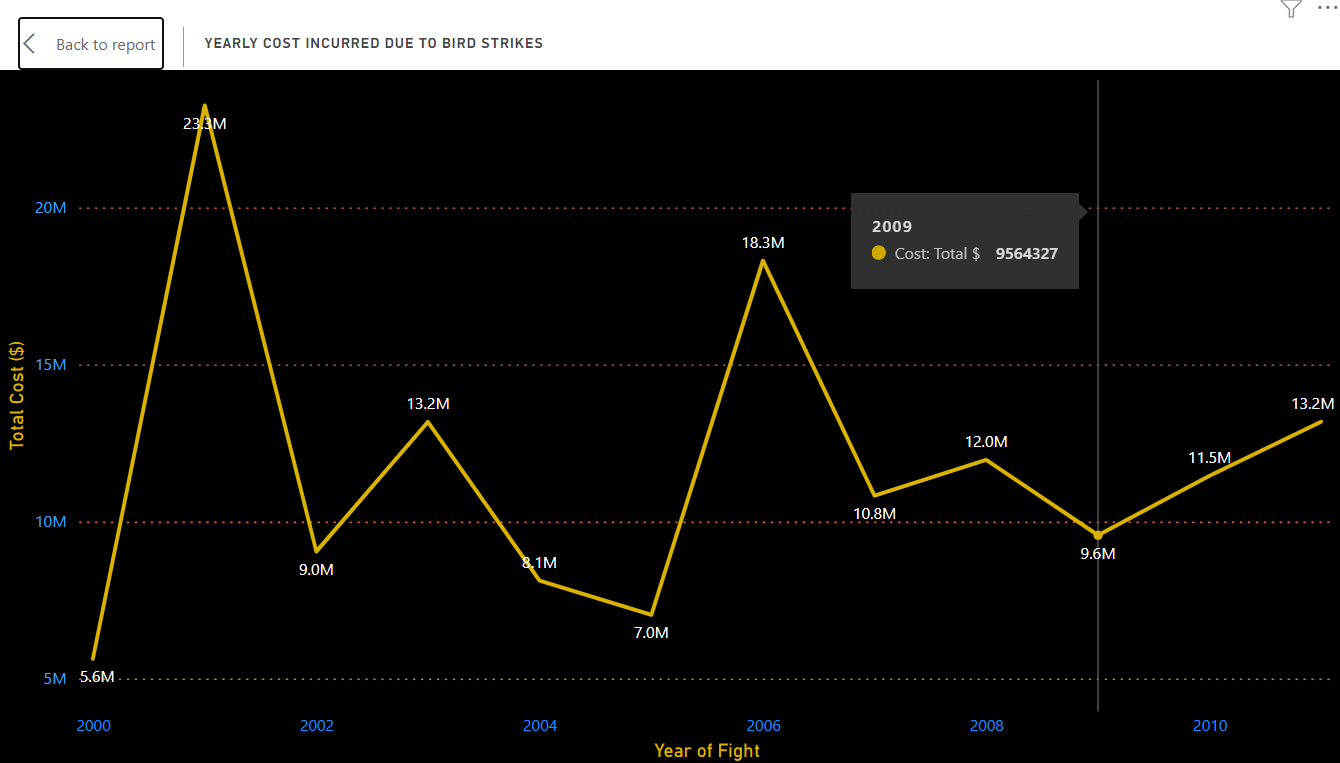 Back to report
YEARLY COST INCURRED DUE TO BIRD STRIKES
23.3M
20M
2009
Cost: Total $ 9564327
18.3M
15M
Total Cost ($)
13.2M
13.2M
12.0M
11.5M
10.8M
10M
9.0M
8.1M
9.6M
7.0M
5M
5.6M
2000
2002
2004
2006
2008
2010
Year of Fight